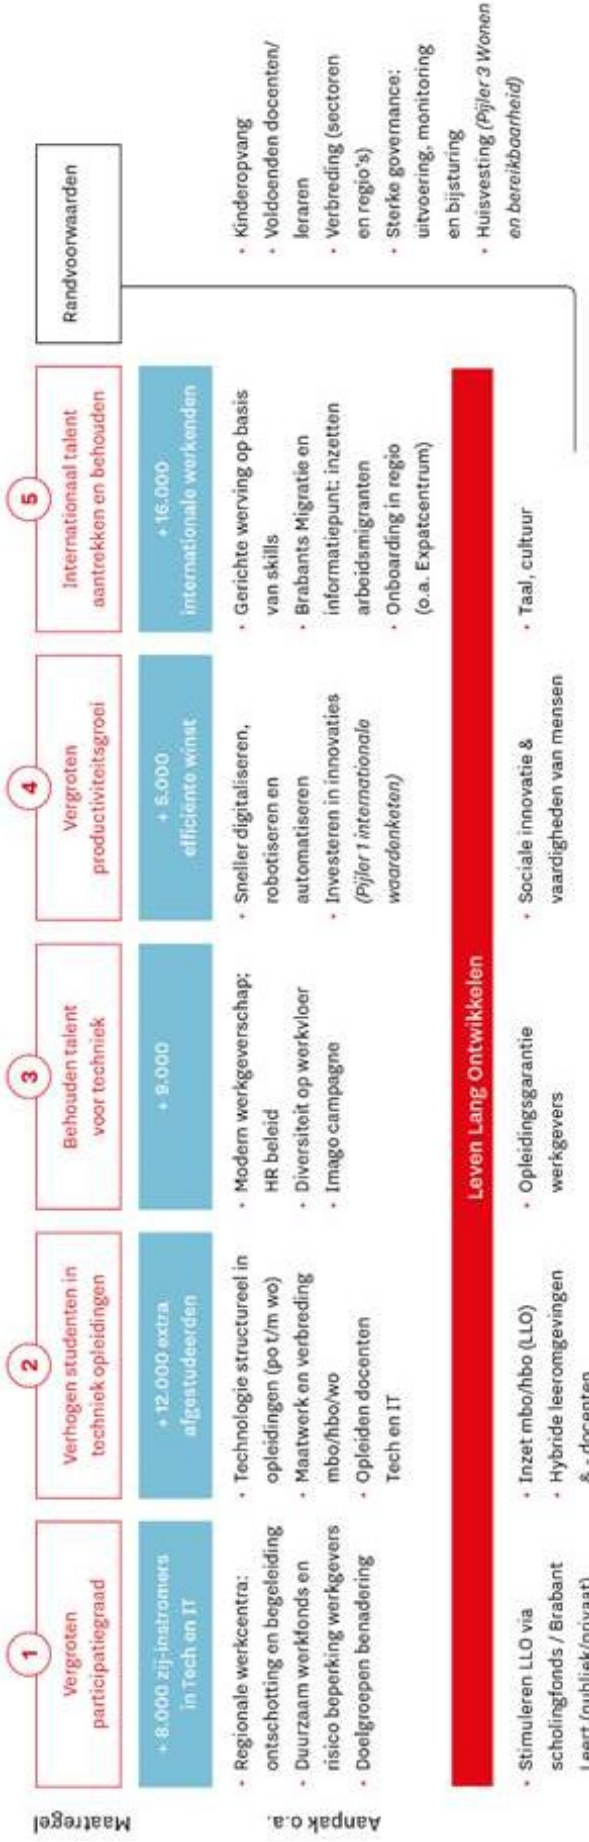 Maatregel
1
Vergroten
participatiegraad
+ 8.000 zij-instromers
in Tech en IT
2
Verhogen studenten in
techniek opleidingen
+ 12.000 extra
afgestudeerden
3
Behouden talent
voor techniek
+ 9.000
4
Vergroten
productiviteitsgroei
+ 5.000
efficiënte winst
5
Internationaal talent
aantrekken en behouden
+ 16.000
internationale werkenden
Randvoorwaarden
Aanpak o.a.
• Regionale werkcentra:
ontschotting en begeleiding
• Duurzaam werkfonds en
risico beperking werkgevers
• Doelgroepen benadering
• Technologie structureel in
opleidingen (po t/m wo)
• Maatwerk en verbreding
mbo/hbo/wo
• Opleiden docenten
Tech en IT
• Modern werkgeverschap:
HR beleid
• Diversiteit op werkvloer
• Imago campagne
• Sneller digitaliseren,
robotiseren en
automatiseren
• Investeren in innovaties
(Pijler 1 internationale
waardenketen)
• Gerichte werving op basis
van skills
• Brabants Migratie en
informatiepunt: inzetten
arbeidsmigranten
• Onboarding in regio
(o.a. Expatcentrum)
• Kinderopvang
• Voldoenden docenten/
leraren
• Verbreding (sectoren
en regio's)
• Sterke governance:
uitvoering, monitoring
en bijsturing
• Huisvesting (Pijler 3 Wonen
en bereikbaarheid)
Leven Lang Ontwikkelen
• Stimuleren LLO via
scholingfonds / Brabant
Leert (publiek/privaat)
• Inzet mbo/hbo (LLO)
• Hybride leeromgevingen
& - docenten
• Opleidingsgarantie
werkgevers
• Sociale innovatie &
vaardigheden van mensen
• Taal, cultuur